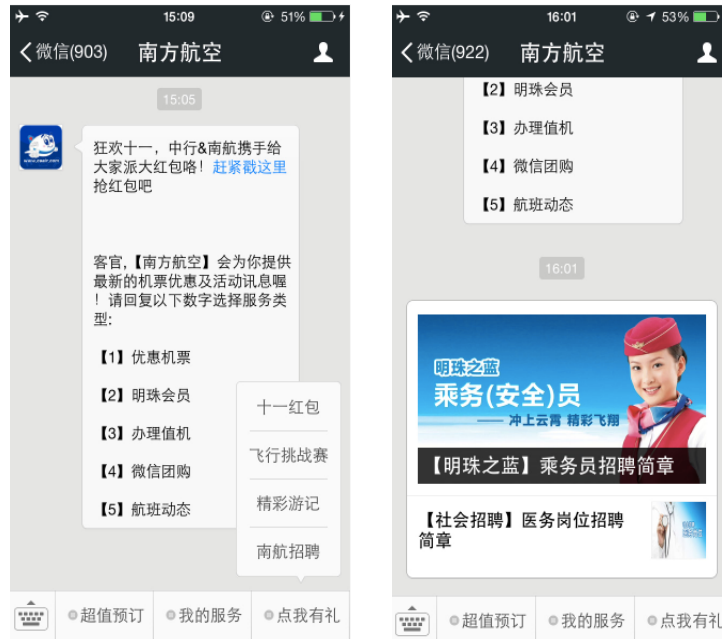 15:09
51%
微信(903)
南方航空
15:05
狂欢十一，中行&南航携手给
大家派大红包咯！赶紧戳这里
抢红包吧
客官,【南方航空】会为你提供
最新的机票优惠及活动讯息喔
！请回复以下数字选择服务类
型:
【1】优惠机票
【2】明珠会员
【3】办理值机
【4】微信团购
【5】航班动态
十一红包
飞行挑战赛
精彩游记
南航招聘
超值预订
我的服务
点我有礼
16:01
53%
微信(922)
南方航空
【2】明珠会员
【3】办理值机
【4】微信团购
【5】航班动态
16:01
明珠之蓝
乘务(安全)员
—— 冲上云霄 精彩飞翔
【明珠之蓝】乘务员招聘简章
【社会招聘】医务岗位招聘
简章
超值预订
我的服务
点我有礼